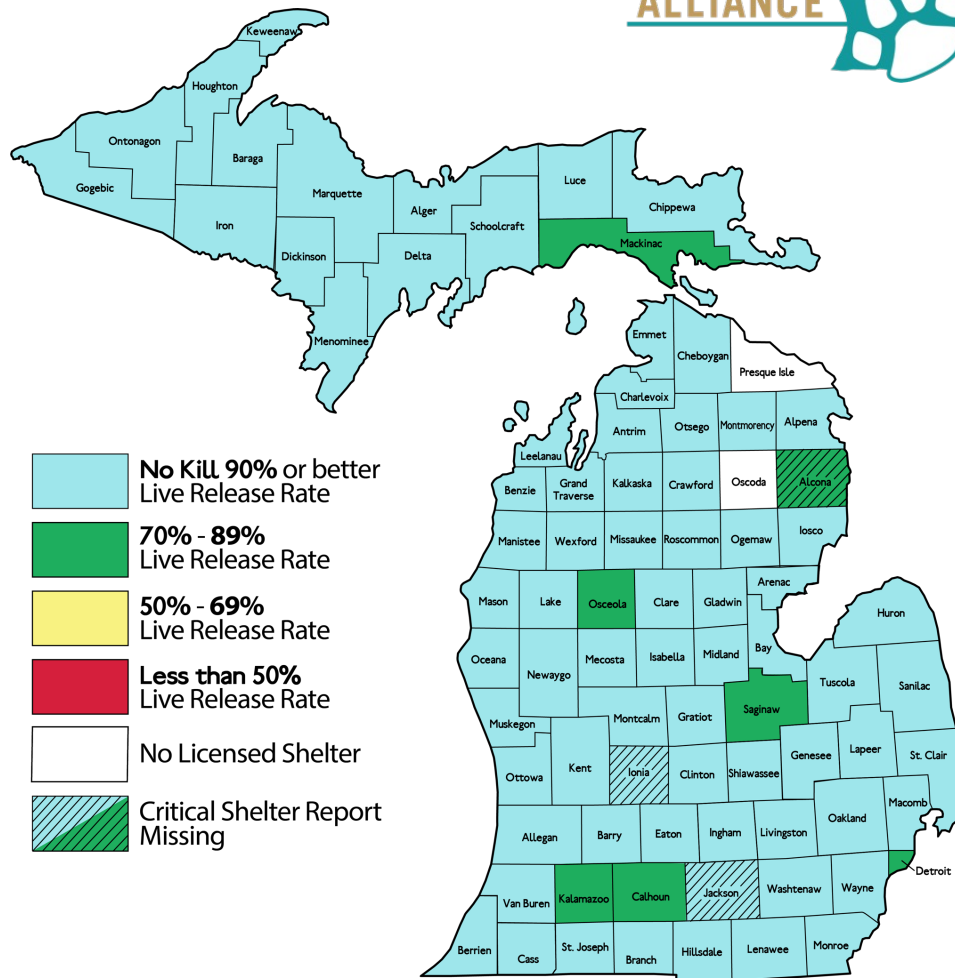 ALLIANCE
Keweenaw
Houghton
Ontonagon
Baraga
Gogebic
Marquette
Iron
Dickinson
Menominee
Alger
Delta
Schoolcraft
Luce
Chippewa
Mackinac
Emmet
Cheboygan
Presque Isle
Charlevoix
Antrim
Otsego
Montmorency
Alpena
Leelanau
Benzie
Grand
Traverse
Kalkaska
Crawford
Oscoda
Alcona
Manistee
Wexford
Missaukee
Roscommon
Ogemaw
Iosco
Mason
Lake
Osceola
Clare
Gladwin
Arenac
Huron
Oceana
Newaygo
Mecosta
Isabella
Midland
Bay
Tuscola
Sanilac
Muskegon
Montcalm
Gratiot
Saginaw
Ottowa
Kent
Ionia
Clinton
Shiawassee
Genesee
Lapeer
St. Clair
Allegan
Barry
Eaton
Ingham
Livingston
Oakland
Macomb
Van Buren
Kalamazoo
Calhoun
Jackson
Washtenaw
Wayne
Detroit
Berrien
Cass
St. Joseph
Branch
Hillsdale
Lenawee
Monroe
No Kill 90% or better
Live Release Rate
70% - 89%
Live Release Rate
50% - 69%
Live Release Rate
Less than 50%
Live Release Rate
No Licensed Shelter
Critical Shelter Report
Missing